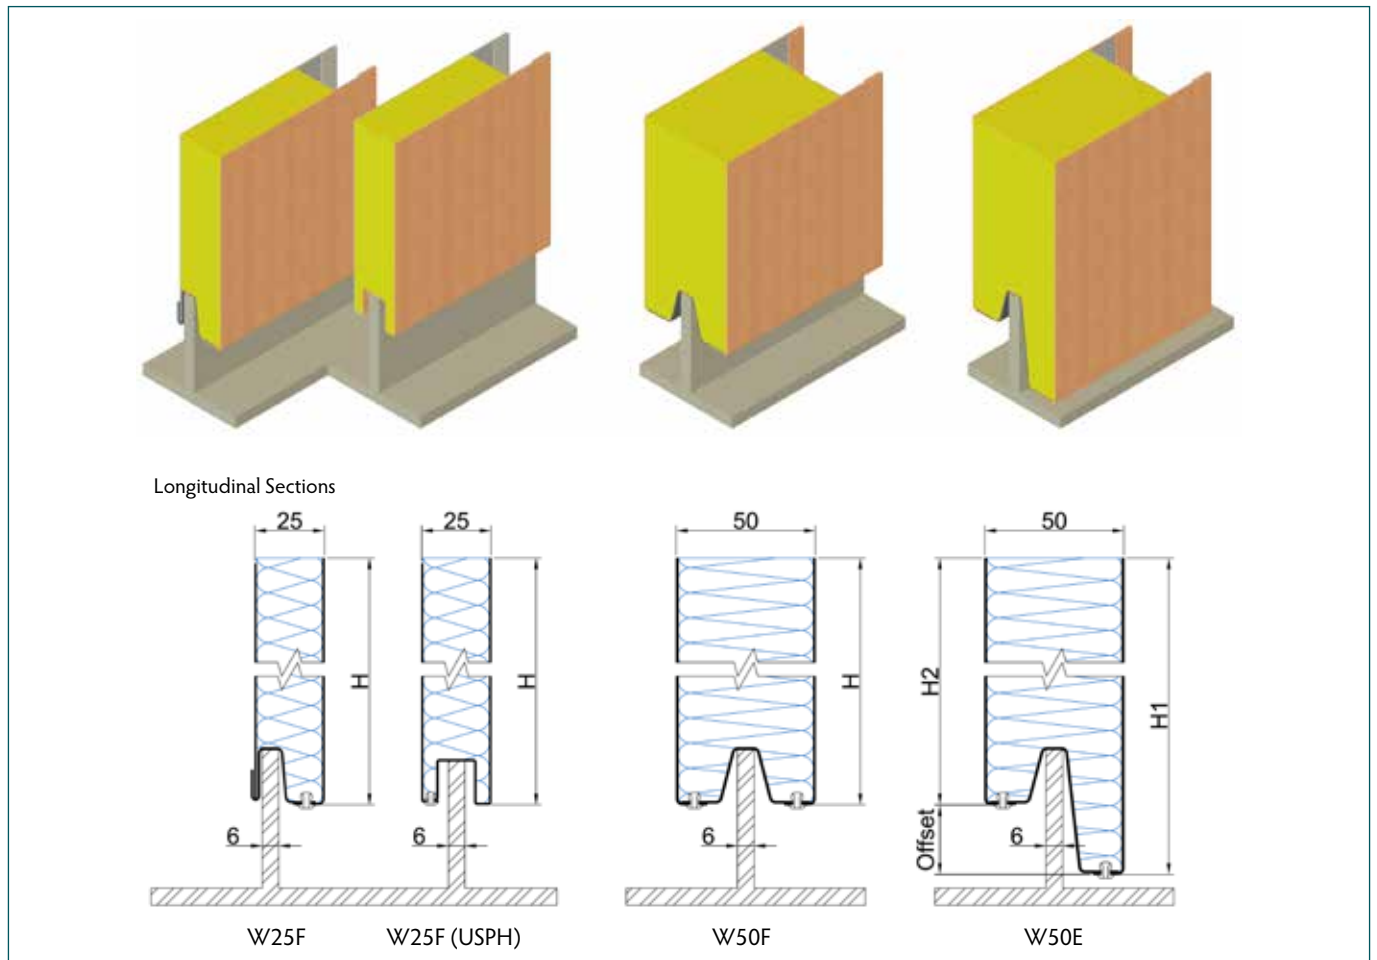 Longitudinal Sections
25
25
50
50
H
H
H
H2
H1
6
6
6
6
Offset
W25F
W25F (USPH)
W50F
W50E